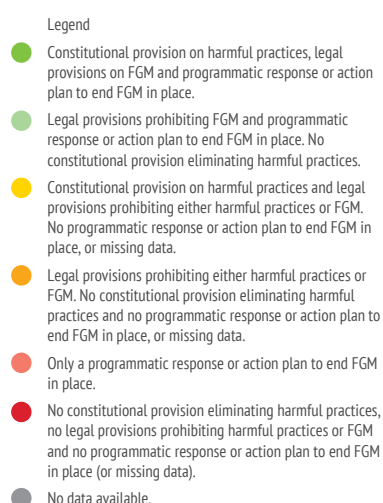 Legend
Constitutional provision on harmful practices, legal
provisions on FGM and programmatic response or action
plan to end FGM in place.
Legal provisions prohibiting FGM and programmatic
response or action plan to end FGM in place. No
constitutional provision eliminating harmful practices.
Constitutional provision on harmful practices and legal
provisions prohibiting either harmful practices or FGM.
No programmatic response or action plan to end FGM in
place, or missing data.
Legal provisions prohibiting either harmful practices or
FGM. No constitutional provision eliminating harmful
practices and no programmatic response or action plan to
end FGM in place, or missing data.
Only a programmatic response or action plan to end FGM
in place.
No constitutional provision eliminating harmful practices,
no legal provisions prohibiting harmful practices or FGM
and no programmatic response or action plan to end FGM
in place (or missing data).
No data available.